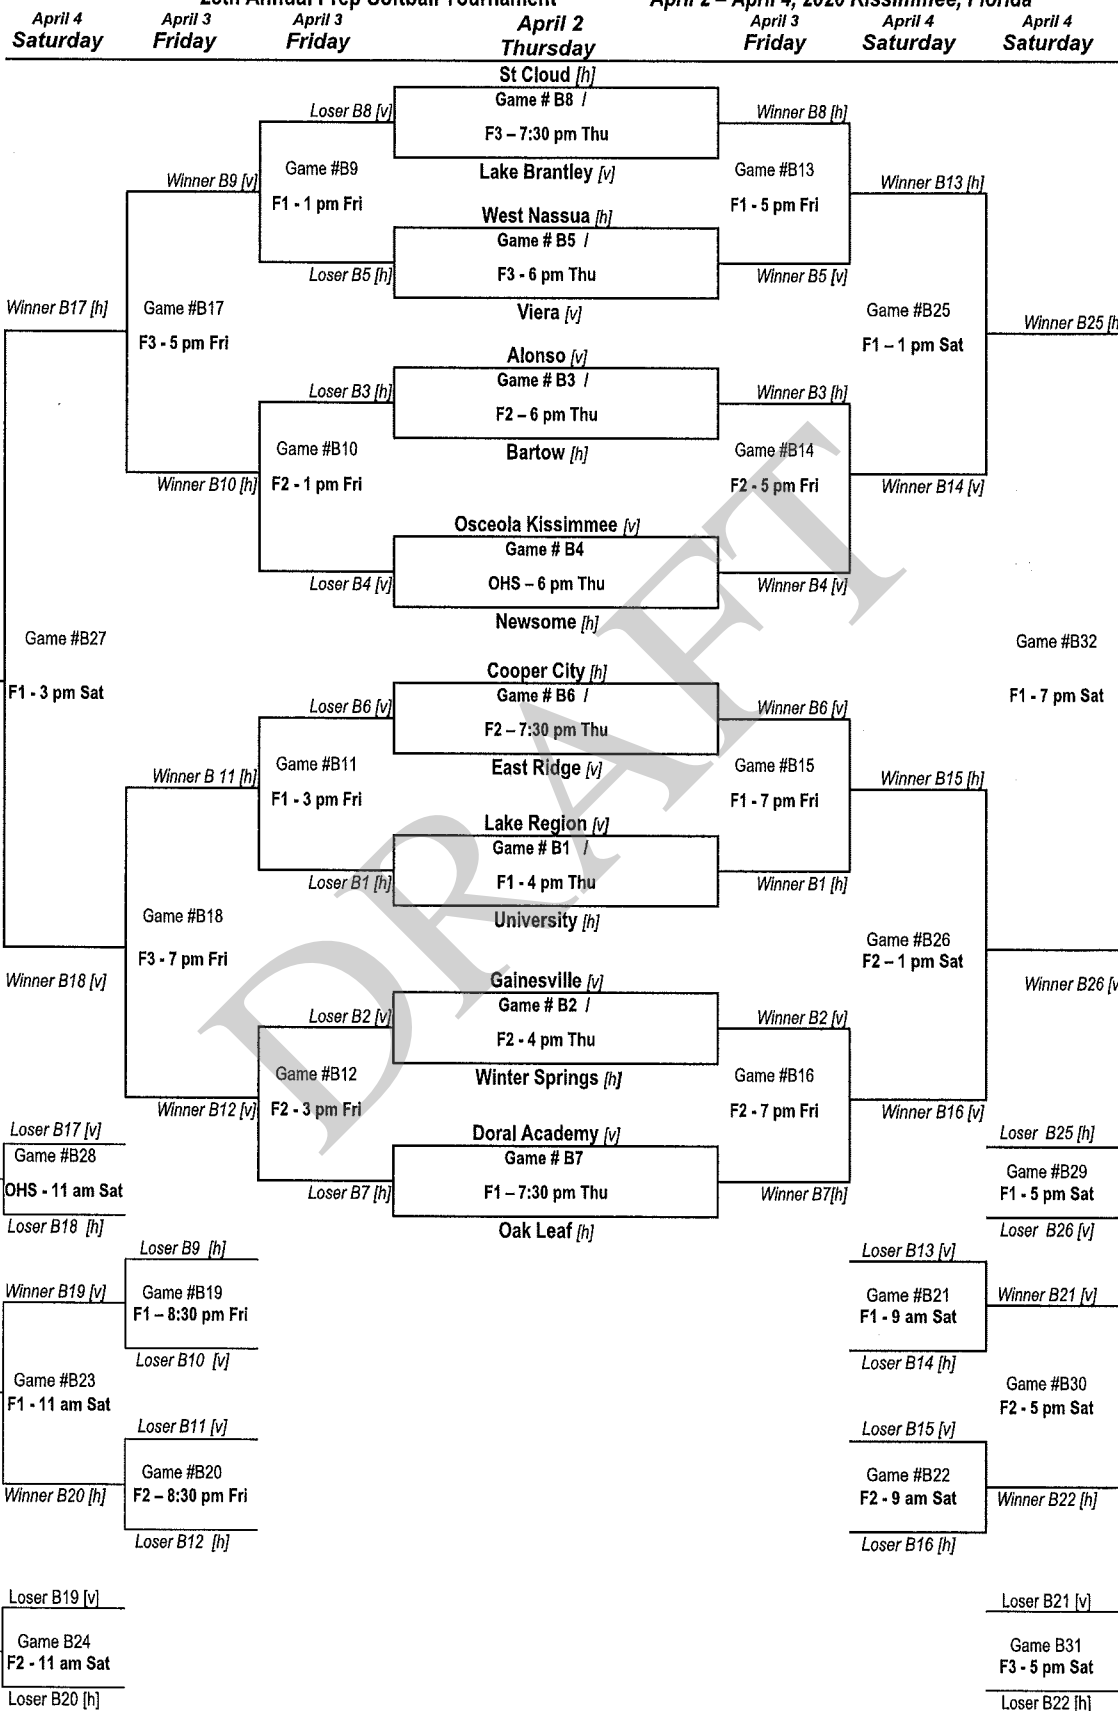 April 2 – April 4, 2020 Kissimmee, Florida
April 4
Saturday
April 3
Friday
April 3
Friday
April 2
Thursday
April 3
Friday
April 4
Saturday
April 4
Saturday
St Cloud [h]
Loser B8 [v]
Game # B8 /
Winner B8 [h]
F3 – 7:30 pm Thu
Game #B9
Lake Brantley [v]
Game #B13
Winner B9 [v]
Winner B13 [h]
F1 - 1 pm Fri
West Nassua [h]
F1 - 5 pm Fri
Game # B5 /
Loser B5 [h]
F3 - 6 pm Thu
Winner B5 [v]
Winner B17 [h]
Game #B17
Viera [v]
Game #B25
Winner B25 [h
F3 - 5 pm Fri
F1 – 1 pm Sat
Alonso [v]
Loser B3 [h]
Game # B3 /
Winner B3 [h]
F2 – 6 pm Thu
Game #B10
Bartow [h]
Game #B14
Winner B10 [h]
F2 - 1 pm Fri
F2 - 5 pm Fri
Winner B14 [v]
Osceola Kissimmee [v]
Game # B4
Loser B4 [v]
OHS – 6 pm Thu
Winner B4 [v]
Newsome [h]
Game #B27
Game #B32
F1 - 3 pm Sat
F1 - 7 pm Sat
Cooper City [h]
Loser B6 [v]
Game # B6 /
Winner B6 [v]
F2 – 7:30 pm Thu
Game #B11
East Ridge [v]
Game #B15
Winner B 11 [h]
Winner B15 [h]
F1 - 3 pm Fri
F1 - 7 pm Fri
Lake Region [v]
Game # B1 /
Loser B1 [h]
F1 - 4 pm Thu
Winner B1 [h]
University [h]
Game #B18
Game #B26
F3 - 7 pm Fri
F2 – 1 pm Sat
Winner B18 [v]
Winner B26 [v
Gainesville [v]
Loser B2 [v]
Game # B2 /
Winner B2 [v]
F2 - 4 pm Thu
Game #B12
Winter Springs [h]
Game #B16
Winner B12 [v]
F2 - 3 pm Fri
F2 - 7 pm Fri
Winner B16 [v]
Doral Academy [v]
Game # B7
Loser B7 [h]
F1 – 7:30 pm Thu
Winner B7[h]
Oak Leaf [h]
DRAFT
Loser B17 [v]
Game #B28
OHS - 11 am Sat
Loser B18 [h]
Loser B25 [h]
Game #B29
F1 - 5 pm Sat
Loser B26 [v]
Loser B9 [h]
Winner B19 [v]
Game #B19
F1 – 8:30 pm Fri
Loser B10 [v]
Game #B23
F1 - 11 am Sat
Loser B11 [v]
Game #B20
Winner B20 [h]
F2 – 8:30 pm Fri
Loser B12 [h]
Loser B13 [v]
Game #B21
Winner B21 [v]
F1 - 9 am Sat
Loser B14 [h]
Game #B30
F2 - 5 pm Sat
Loser B15 [v]
Game #B22
F2 - 9 am Sat
Winner B22 [h]
Loser B16 [h]
Loser B19 [v]
Game B24
F2 - 11 am Sat
Loser B20 [h]
Loser B21 [v]
Game B31
F3 - 5 pm Sat
Loser B22 [h]